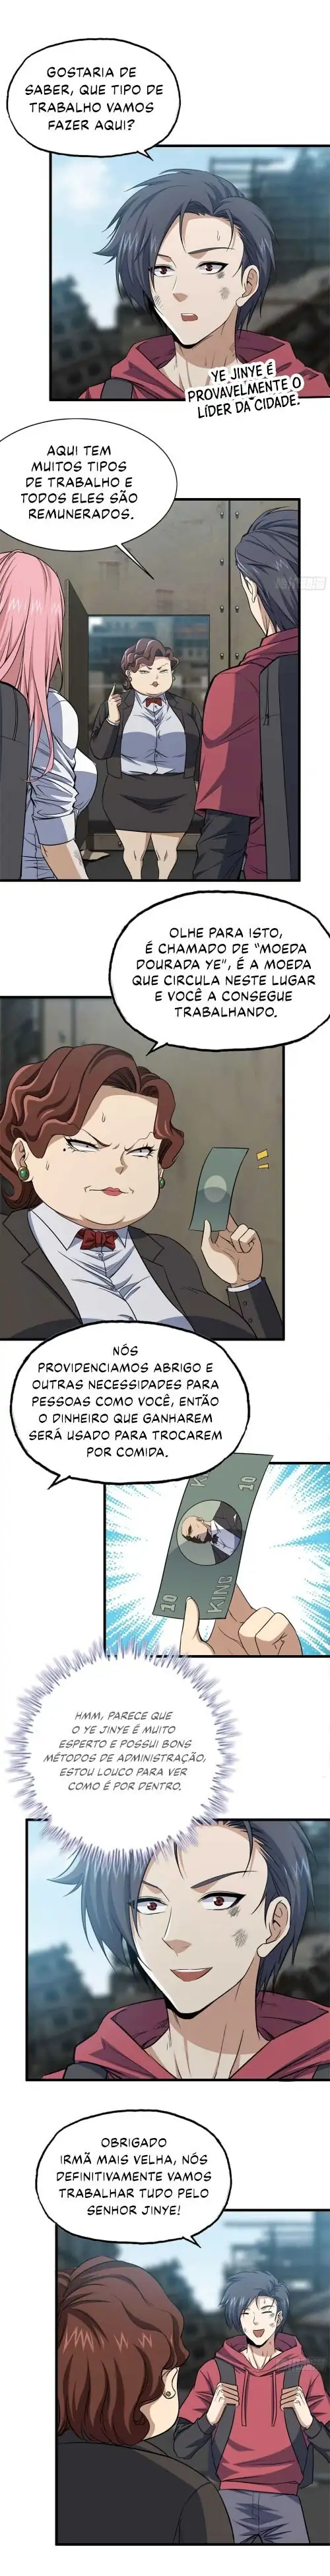 GOSTARIA DE
SABER, QUE TIPO DE
TRABALHO VAMOS
FAZER AQUI?
YE JINYE É
PROVAVELMENTE O
LÍDER DA CIDADE.
AQUI TEM
MUITOS TIPOS
DE TRABALHO E
TODOS ELES SÃO
REMUNERADOS.
OLHE PARA ISTO,
É CHAMADO DE “MOEDA
DOURADA YE”, É A MOEDA
QUE CIRCULA NESTE LUGAR
E VOCÊ A CONSEGUE
TRABALHANDO.
NÓS
PROVIDENCIAMOS ABRIGO E
OUTRAS NECESSIDADES PARA
PESSOAS COMO VOCÊ, ENTÃO
O DINHEIRO QUE GANHAREM
SERÁ USADO PARA TROCAREM
POR COMIDA.
10
10
KING
HMM, PARECE QUE
O YE JINYE É MUITO
ESPERTO E POSSUI BONS
MÉTODOS DE ADMINISTRAÇÃO,
ESTOU LOUCO PARA VER
COMO É POR DENTRO.
OBRIGADO
IRMÃ MAIS VELHA, NÓS
DEFINITIVAMENTE VAMOS
TRABALHAR TUDO PELO
SENHOR JINYE!